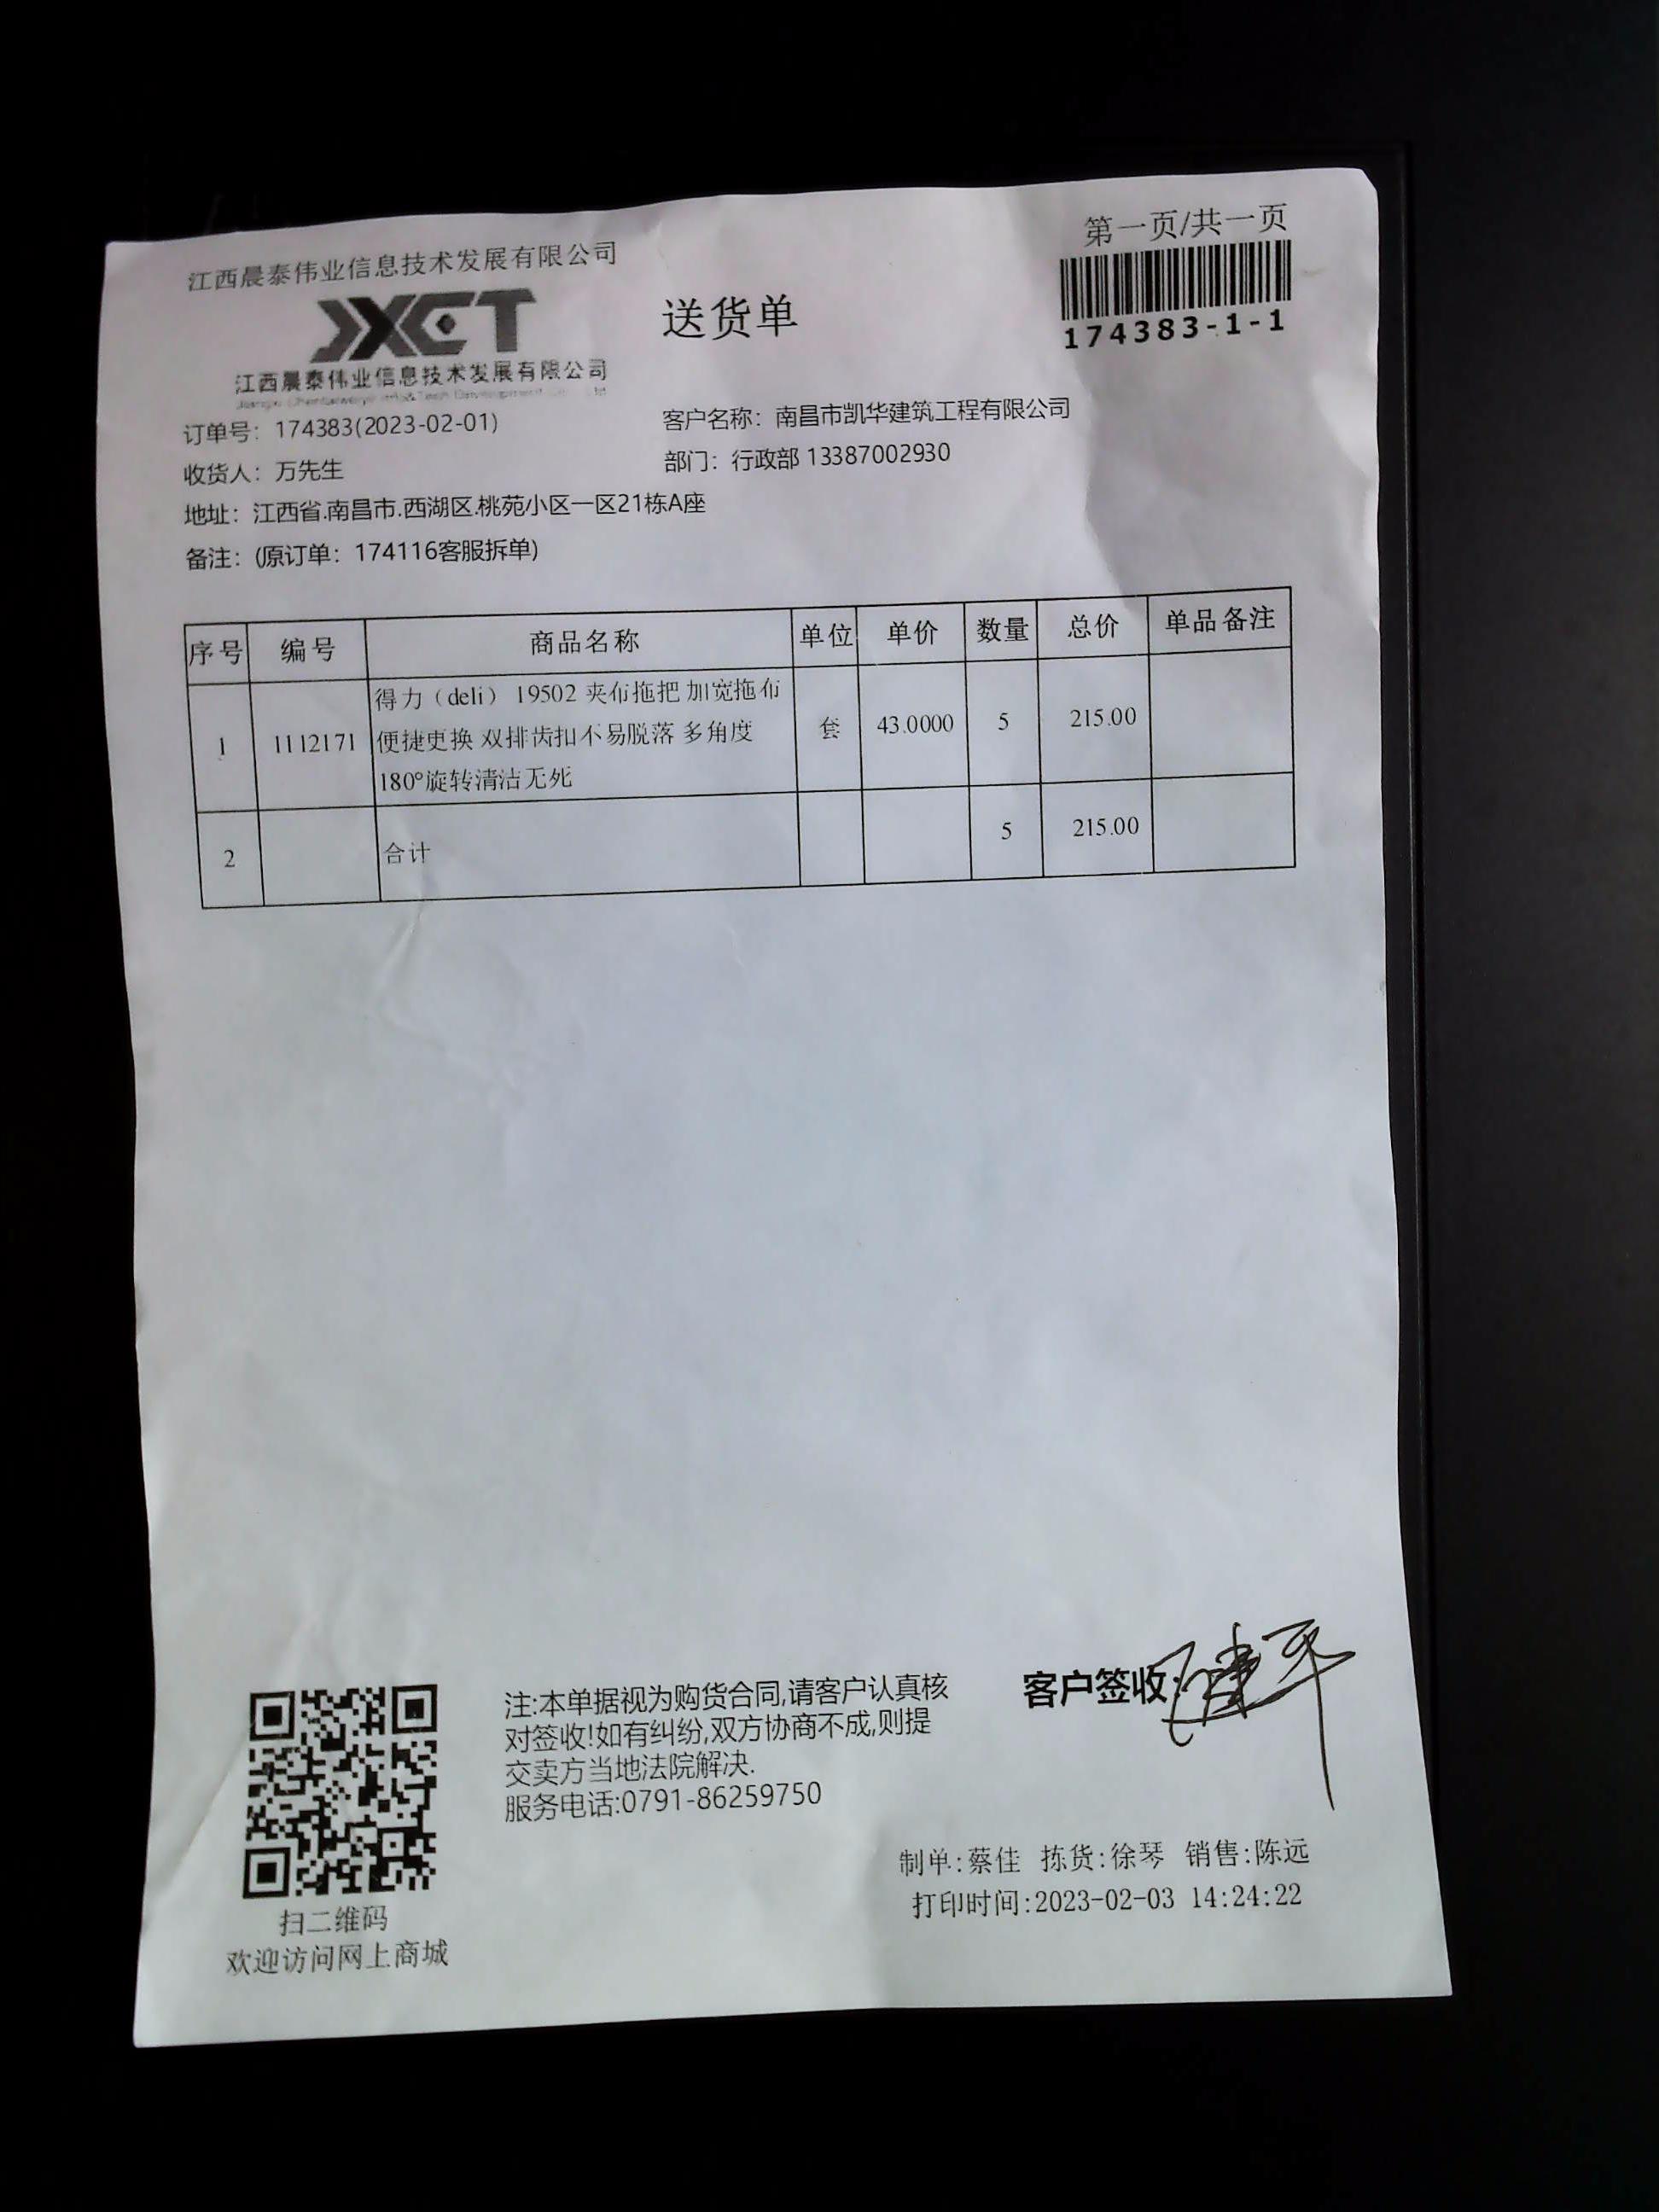 第一页/共一页
江西晨泰伟业信息技术发展有限公司
JXCT
江西晨泰伟业信息技术发展有限公司
送货单
174383-1-1
订单号：174383(2023-02-01)
客户名称：南昌市凯华建筑工程有限公司
收货人：万先生
部门：行政部 13387002930
地址：江西省.南昌市.西湖区.桃苑小区一区21栋A座
备注：(原订单：174116客服拆单)
序号 编号 商品名称 单位 单价 数量 总价 单品备注
1 1112171 得力（deli） 19502 夹布拖把 加宽拖布 便捷更换 双排齿扣不易脱落 多角度 180°旋转清洁无死 套 43.0000 5 215.00
2 合计 5 215.00
注:本单据视为购货合同,请客户认真核
对签收!如有纠纷,双方协商不成,则提
交卖方当地法院解决.
服务电话:0791-86259750
客户签收:
制单:蔡佳 拣货:徐琴 销售:陈远
打印时间:2023-02-03 14:24:22
扫二维码
欢迎访问网上商城